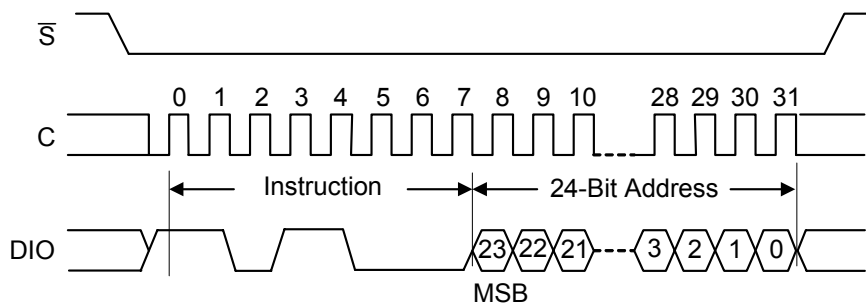 S
0 1 2 3 4 5 6 7 8 9 10 28 29 30 31
C
Instruction 24-Bit Address
DIO 23 22 21 3 2 1 0
MSB